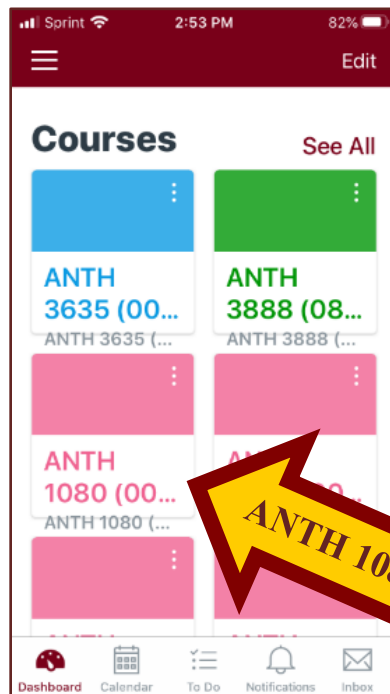 Sprint 2:53 PM 82%
Edit
Courses See All
ANTH
3635 (00...
ANTH 3635 (...
ANTH
3888 (08...
ANTH 3888 (...
ANTH
1080 (00...
ANTH 1080 (...
ANTH 108
Dashboard Calendar To Do Notifications Inbox